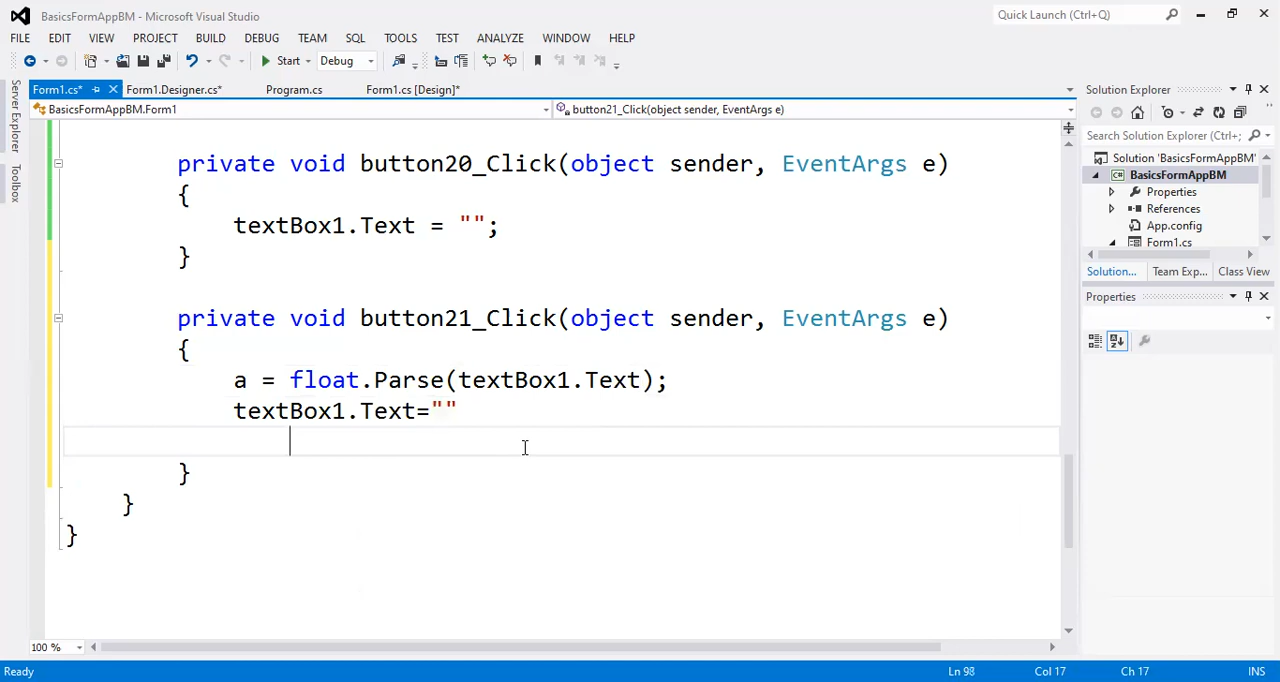 BasicsFormAppBM - Microsoft Visual Studio
Quick Launch (Ctrl+Q)
FILE EDIT VIEW PROJECT BUILD DEBUG TEAM SQL TOOLS TEST ANALYZE WINDOW HELP
Start Debug
Form1.cs* Form1.Designer.cs* Program.cs Form1.cs [Design]*
BasicsFormAppBM.Form1 button21_Click(object sender, EventArgs e)
Server Explorer
Toolbox
private void button20_Click(object sender, EventArgs e)
{
textBox1.Text = "";
}
private void button21_Click(object sender, EventArgs e)
{
a = float.Parse(textBox1.Text);
textBox1.Text=""
}
}
}
100 %
Solution Explorer
Search Solution Explorer (Ctrl+;
Solution 'BasicsFormAppBM'
C# BasicsFormAppBM
Properties
References
App.config
Form1.cs
Solution... Team Exp... Class View
Properties
Ready Ln 98 Col 17 Ch 17 INS